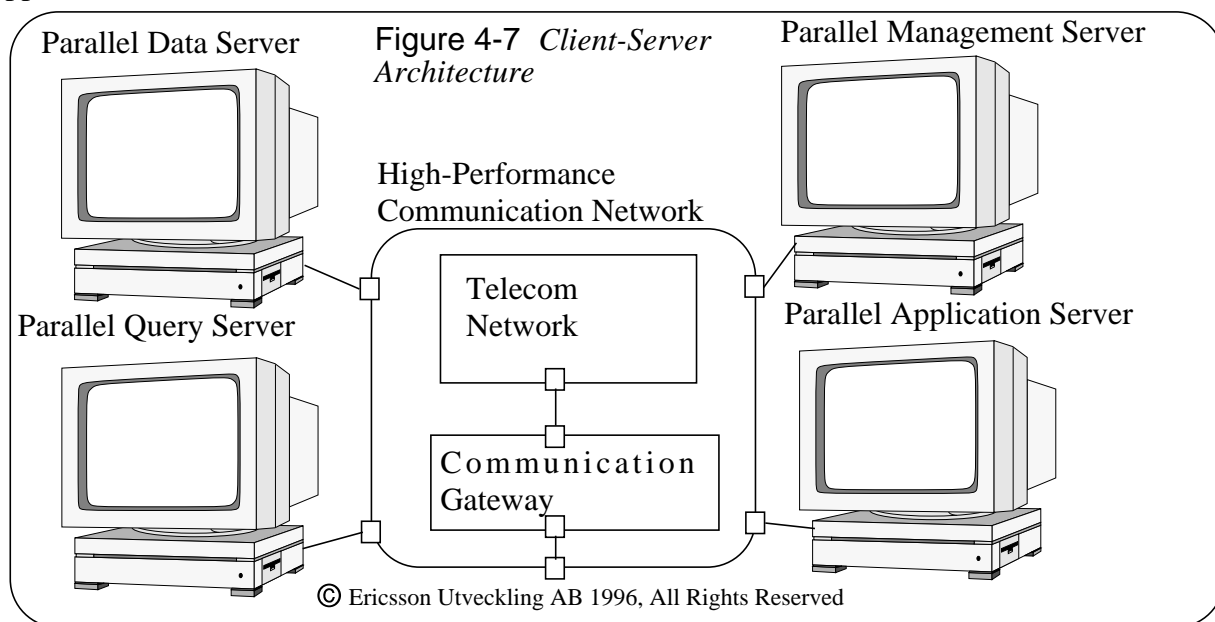 Parallel Data Server
Figure 4-7 Client-Server
Architecture
Parallel Management Server
High-Performance
Communication Network
Telecom
Network
Parallel Query Server
Parallel Application Server
Communication
Gateway
© Ericsson Utveckling AB 1996, All Rights Reserved